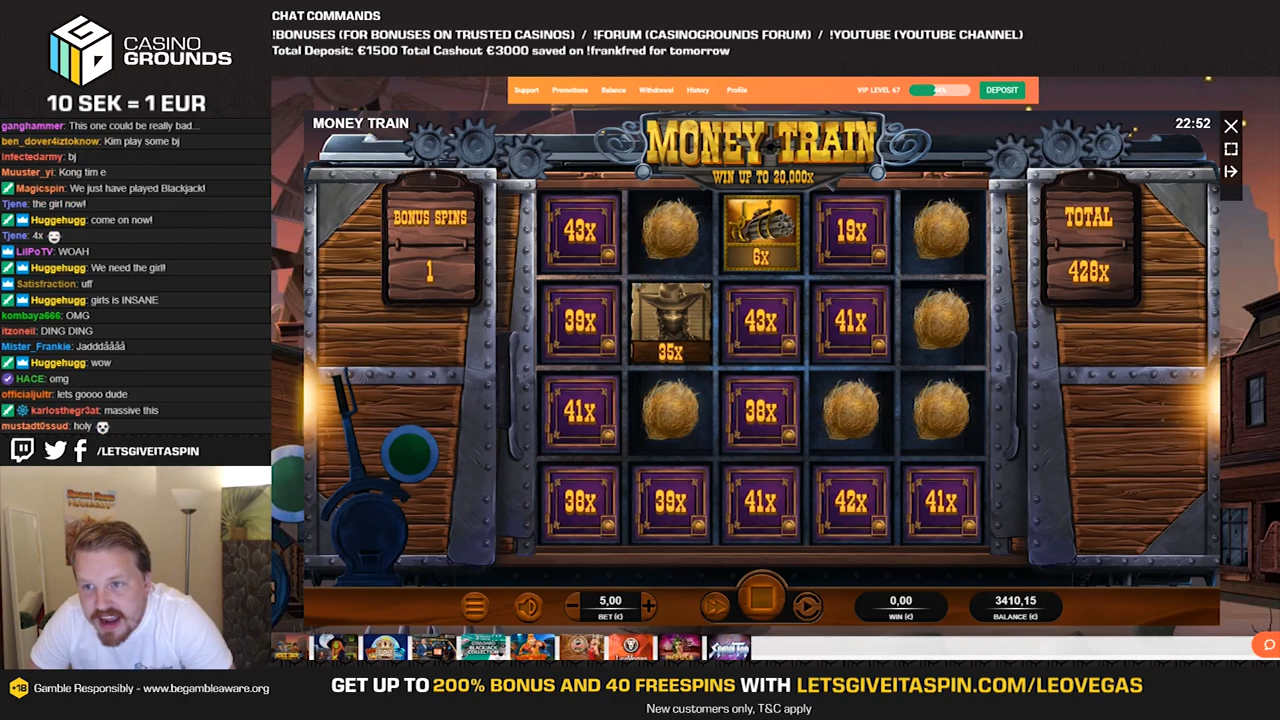 CASINO
GROUNDS
10 SEK = 1 EUR
CHAT COMMANDS
!BONUSES (FOR BONUSES ON TRUSTED CASINOS) / !FORUM (CASINOGROUNDS FORUM) / !YOUTUBE (YOUTUBE CHANNEL)
Total Deposit: €1500 Total Cashout €3000 saved on !frankfred for tomorrow
Support Promotions Balance Withdrawal History Profile VIP LEVEL 67 DEPOSIT
MONEY TRAIN
22:52
MONEY TRAIN
WIN UP TO 20,000x
BONUS SPINS
1
TOTAL
428x
43x 6x 19x
39x 35x 43x 41x
41x 38x
38x 39x 41x 42x 41x
5,00
BET (€)
0,00
WIN (€)
3410,15
BALANCE (€)
ganghammer: This one could be really bad...
ben_dover4iztoknow: Kim play some bj
Infectedarmy: bj
Muuster_yi: Kong tim e
Magicspin: We just have played Blackjack!
Tjene: the girl now!
Huggehugg: come on now!
Tjene: 4x
LilPoTV: WOAH
Huggehugg: We need the girl!
Satisfraction: uff
Huggehugg: girls is INSANE
kombaya666: OMG
itzoneil: DING DING
Mister_Frankie: Jadddåååå
Huggehugg: wow
HACE: omg
officialjultr: lets goooo dude
karlosthegr3at: massive this
mustadt0ssud: holy
/LETSGIVEITASPIN
+18 Gamble Responsibly - www.begambleaware.org
GET UP TO 200% BONUS AND 40 FREESPINS WITH LETSGIVEITASPIN.COM/LEOVEGAS
New customers only, T&C apply